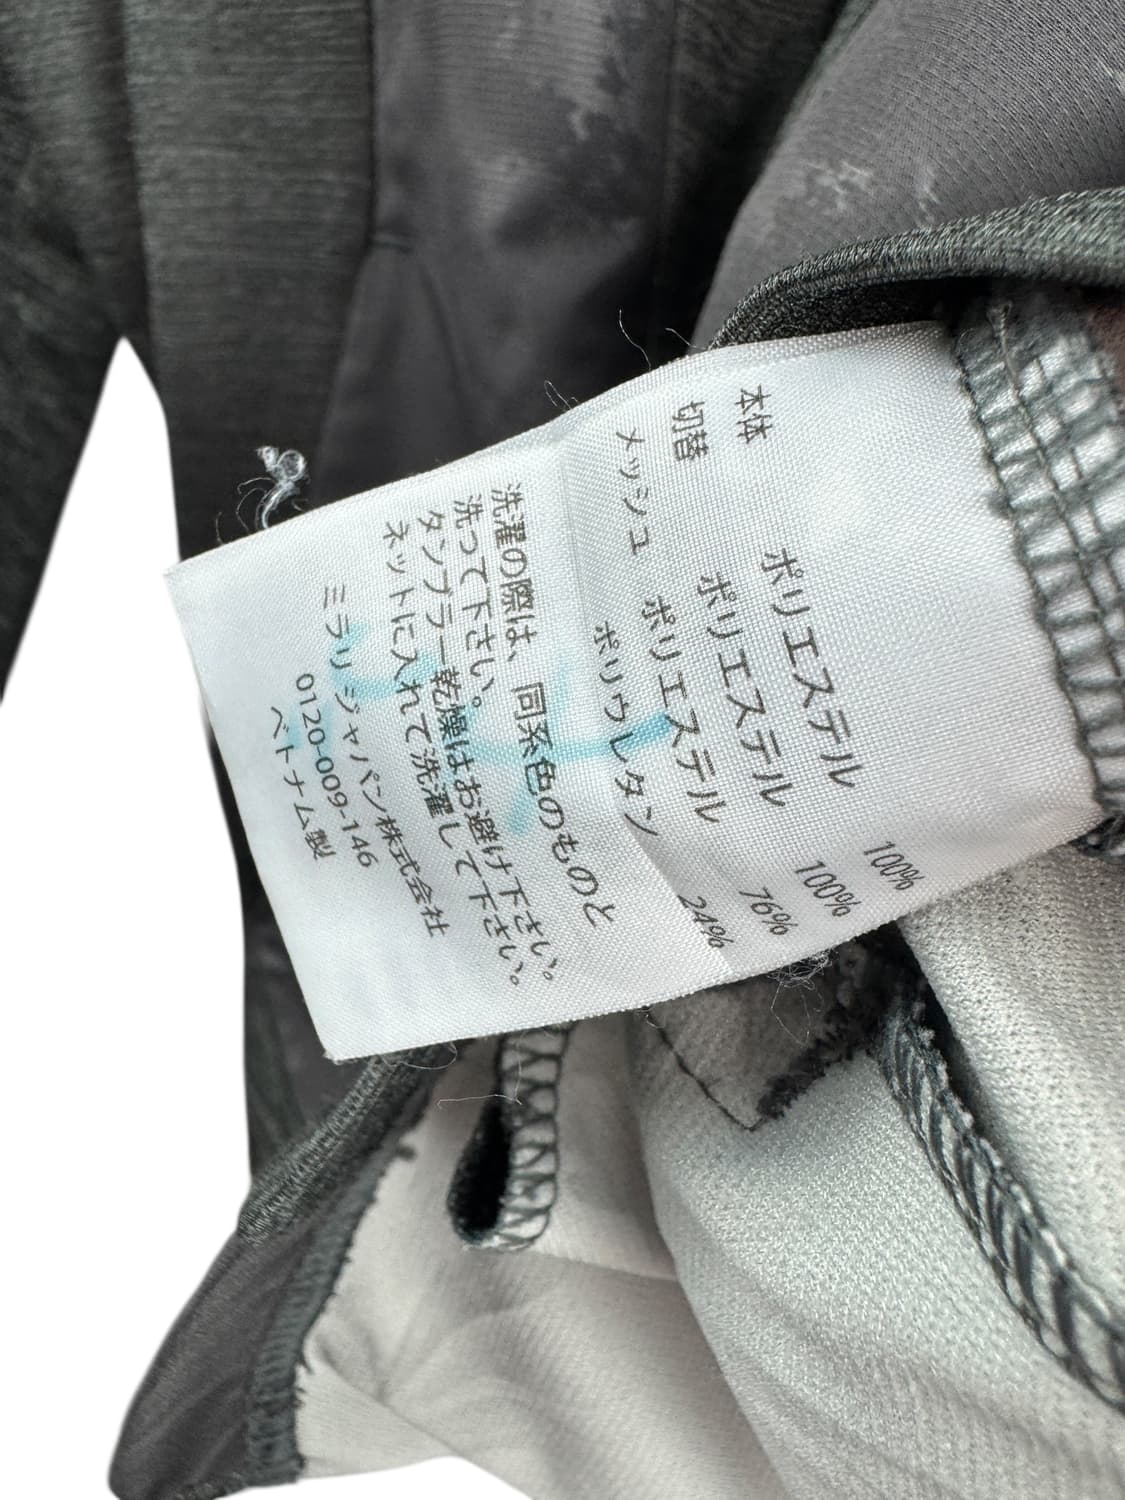 本体 ポリエステル 100%
切替 ポリエステル 100%
メッシュ ポリエステル 76%
ポリウレタン 24%
洗濯の際は、同系色のものと
洗って下さい。
タンブラー乾燥はお避け下さい。
ネットに入れて洗濯して下さい。
ミラリ ジャパン株式会社
0120-009-146
ベトナム製